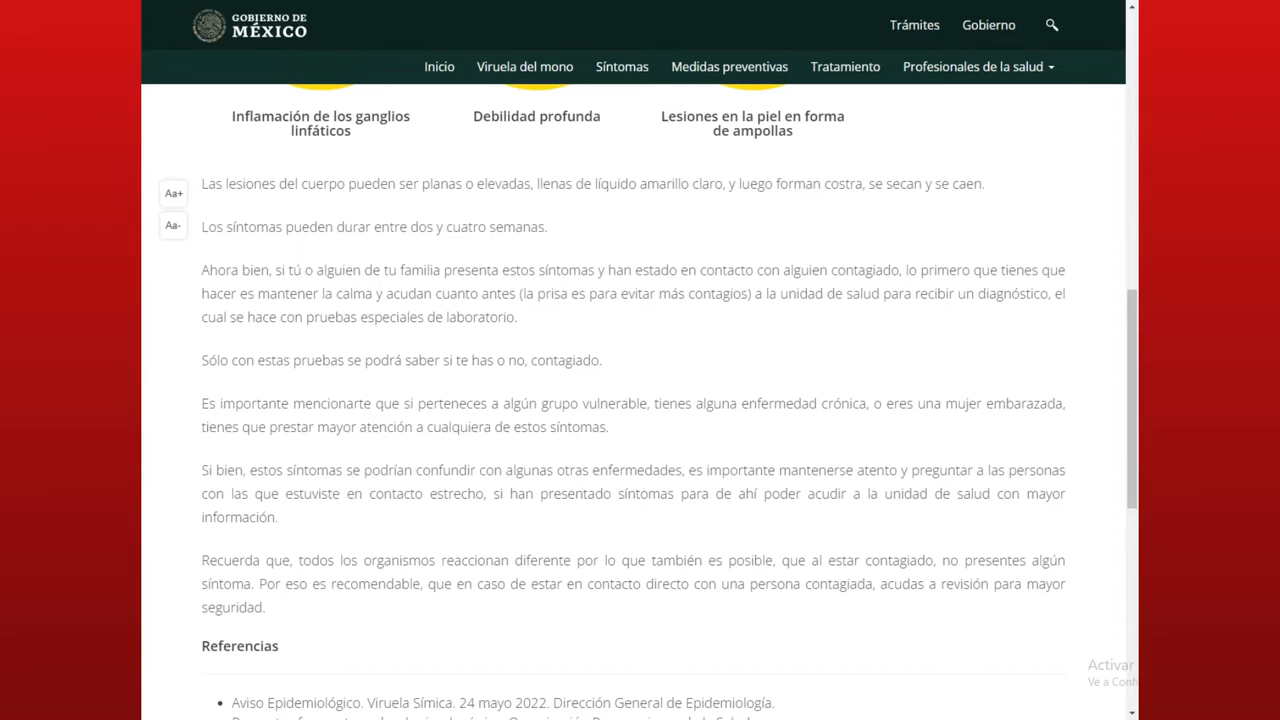 GOBIERNO DE
MÉXICO
Trámites Gobierno
Inicio Viruela del mono Síntomas Medidas preventivas Tratamiento Profesionales de la salud
Inflamación de los ganglios
linfáticos
Debilidad profunda
Lesiones en la piel en forma
de ampollas
Aa+
Aa-
Las lesiones del cuerpo pueden ser planas o elevadas, llenas de líquido amarillo claro, y luego forman costra, se secan y se caen.
Los síntomas pueden durar entre dos y cuatro semanas.
Ahora bien, si tú o alguien de tu familia presenta estos síntomas y han estado en contacto con alguien contagiado, lo primero que tienes que
hacer es mantener la calma y acudan cuanto antes (la prisa es para evitar más contagios) a la unidad de salud para recibir un diagnóstico, el
cual se hace con pruebas especiales de laboratorio.
Sólo con estas pruebas se podrá saber si te has o no, contagiado.
Es importante mencionarte que si perteneces a algún grupo vulnerable, tienes alguna enfermedad crónica, o eres una mujer embarazada,
tienes que prestar mayor atención a cualquiera de estos síntomas.
Si bien, estos síntomas se podrían confundir con algunas otras enfermedades, es importante mantenerse atento y preguntar a las personas
con las que estuviste en contacto estrecho, si han presentado síntomas para de ahí poder acudir a la unidad de salud con mayor
información.
Recuerda que, todos los organismos reaccionan diferente por lo que también es posible, que al estar contagiado, no presentes algún
síntoma. Por eso es recomendable, que en caso de estar en contacto directo con una persona contagiada, acudas a revisión para mayor
seguridad.
Referencias
Activar
Ve a Confi
Aviso Epidemiológico. Viruela Símica. 24 mayo 2022. Dirección General de Epidemiología.